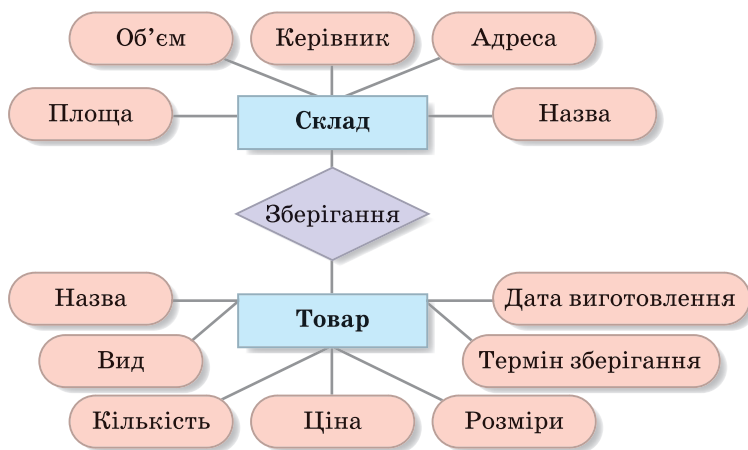 Об’єм
Керівник
Адреса
Площа
Склад
Назва
Зберігання
Назва
Товар
Дата виготовлення
Вид
Термін зберігання
Кількість
Ціна
Розміри